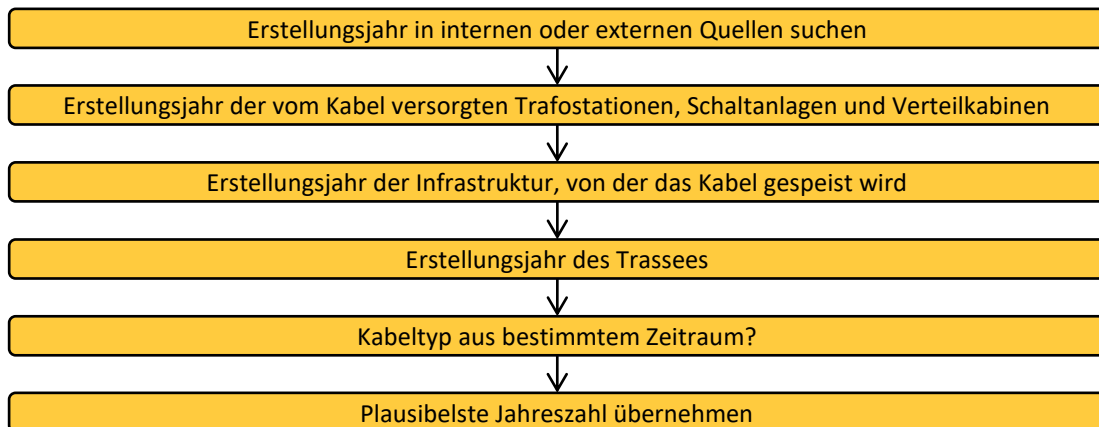 Erstellungsjahr in internen oder externen Quellen suchen
Erstellungsjahr der vom Kabel versorgten Trafostationen, Schaltanlagen und Verteilkabinen
Erstellungsjahr der Infrastruktur, von der das Kabel gespeist wird
Erstellungsjahr des Trassees
Kabeltyp aus bestimmtem Zeitraum?
Plausibelste Jahreszahl übernehmen